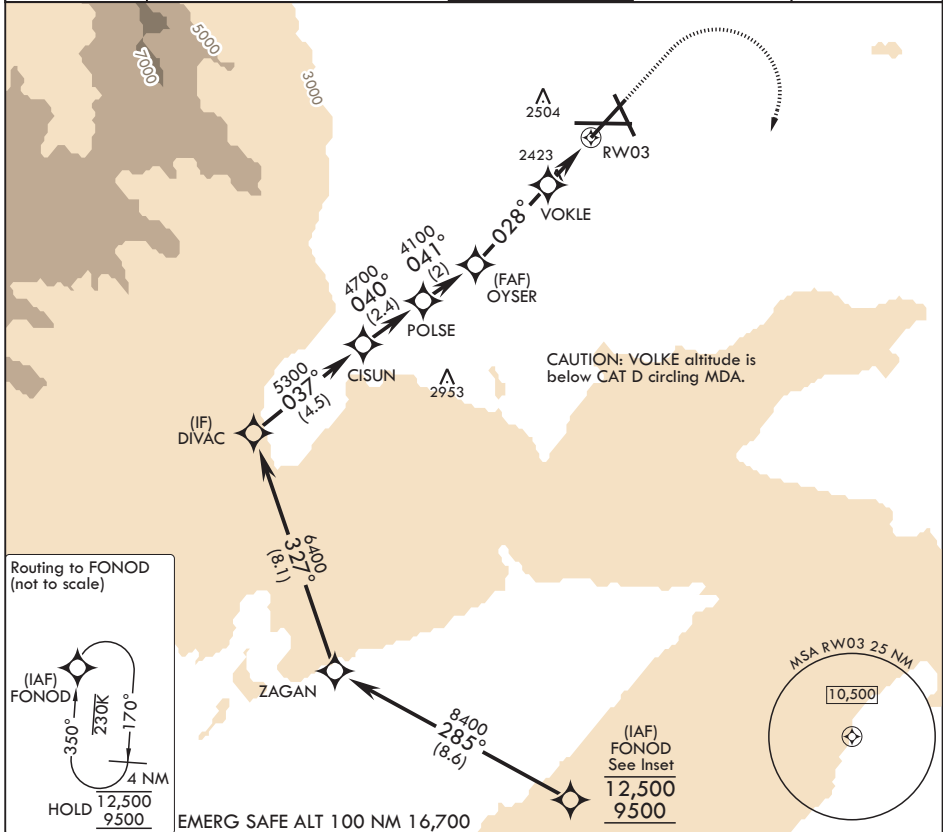 5000
7000
3000
2504
RW03
2423
VOKLE
028°
4100
041°
(2)
(FAF)
OYSER
4700
040°
(2.4)
POLSE
CISUN
5300
037°
(4.5)
CAUTION: VOLKE altitude is
below CAT D circling MDA.
2953
(IF)
DIVAC
6400
327°
(8.1)
ZAGAN
8400
285°
(8.6)
(IAF)
FONOD
See Inset
12,500
9500
Routing to FONOD
(not to scale)
(IAF)
FONOD
350°
230K
170°
4 NM
HOLD 12,500
9500
EMERG SAFE ALT 100 NM 16,700
MSA RW03 25 NM
10,500